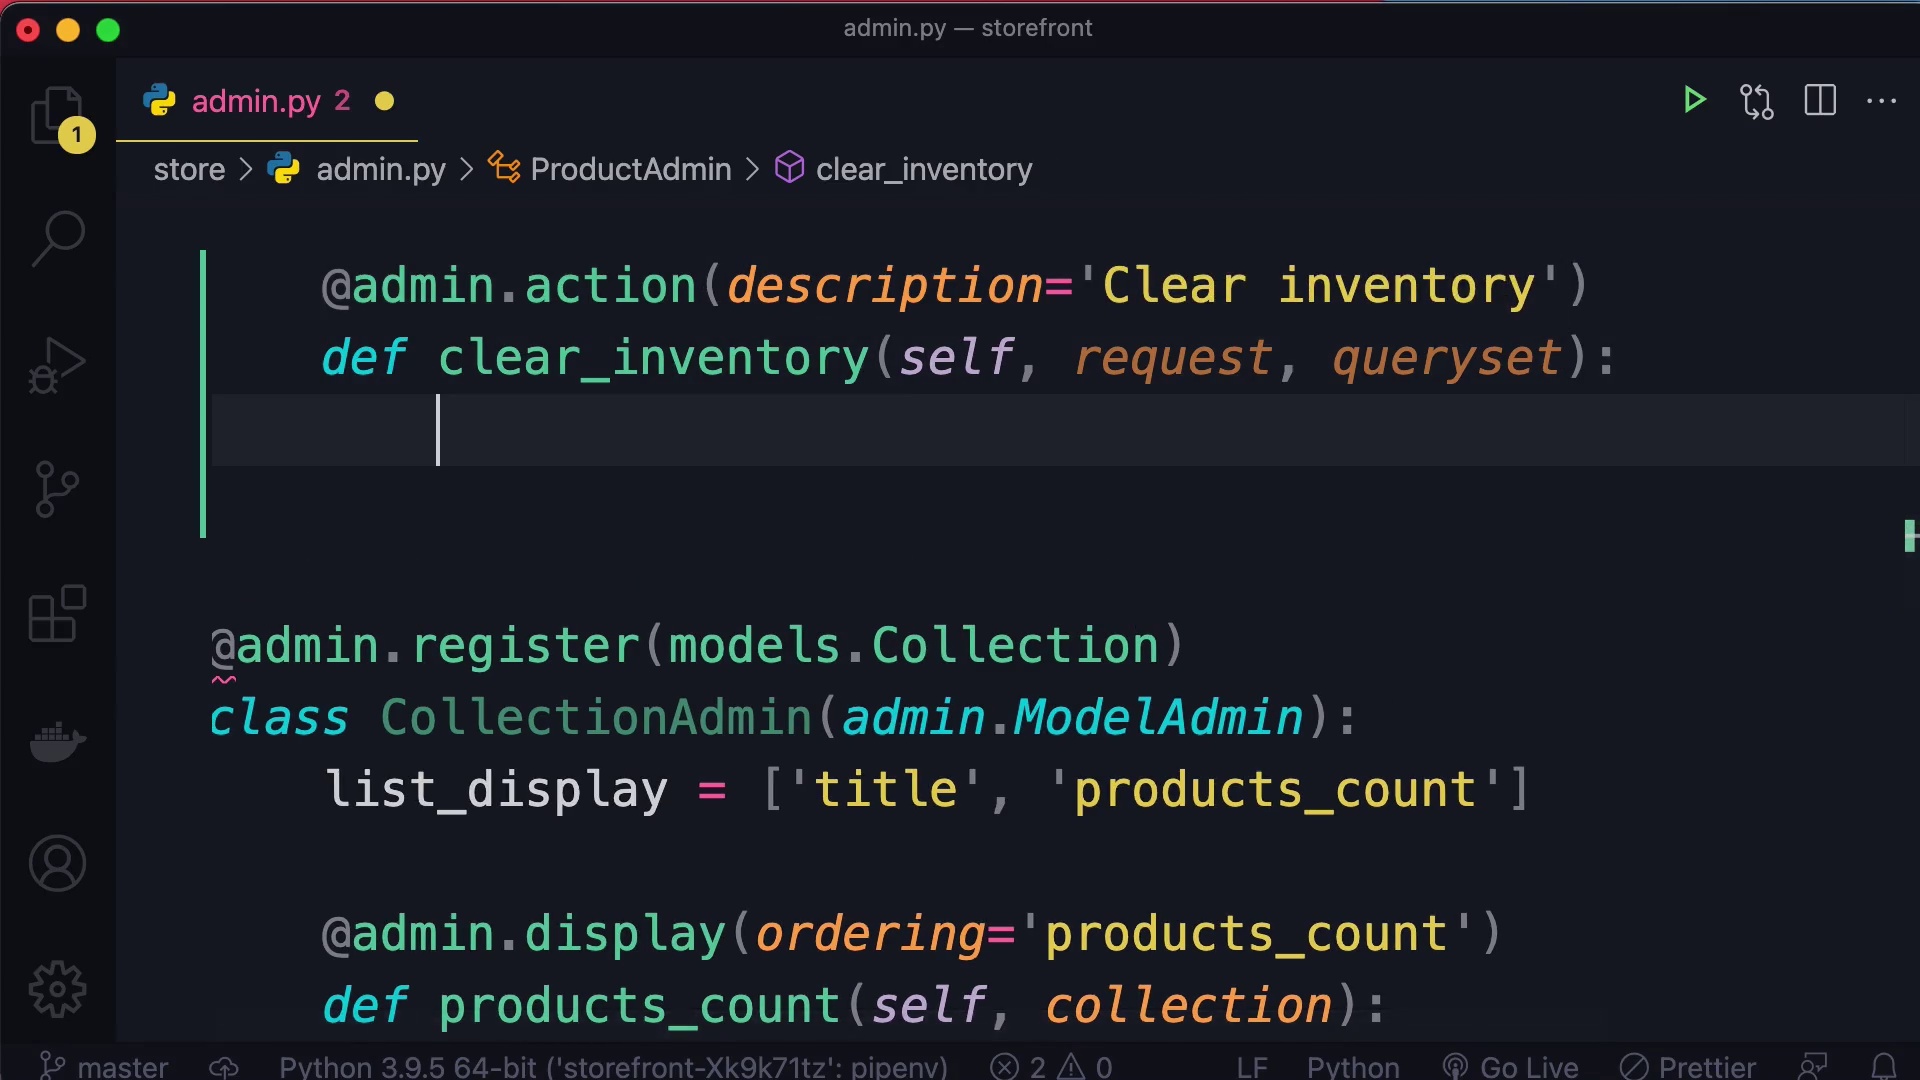 admin.py — storefront
admin.py 2
1
store > admin.py > ProductAdmin > clear_inventory
@admin.action(description='Clear inventory')
def clear_inventory(self, request, queryset):
@admin.register(models.Collection)
class CollectionAdmin(admin.ModelAdmin):
list_display = ['title', 'products_count']
@admin.display(ordering='products_count')
def products_count(self, collection):
master Python 3.9.5 64-bit ('storefront-Xk9k71tz': pipenv) 2 0 LF Python Go Live Prettier